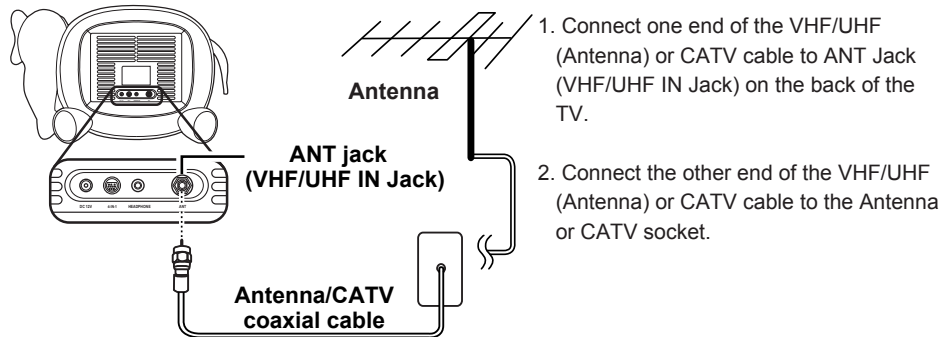 Antenna
ANT jack
(VHF/UHF IN Jack)
DC 12V
4 IN 1
HEADPHONE
ANT
Antenna/CATV
coaxial cable
1. Connect one end of the VHF/UHF
(Antenna) or CATV cable to ANT Jack
(VHF/UHF IN Jack) on the back of the
TV.
2. Connect the other end of the VHF/UHF
(Antenna) or CATV cable to the Antenna
or CATV socket.